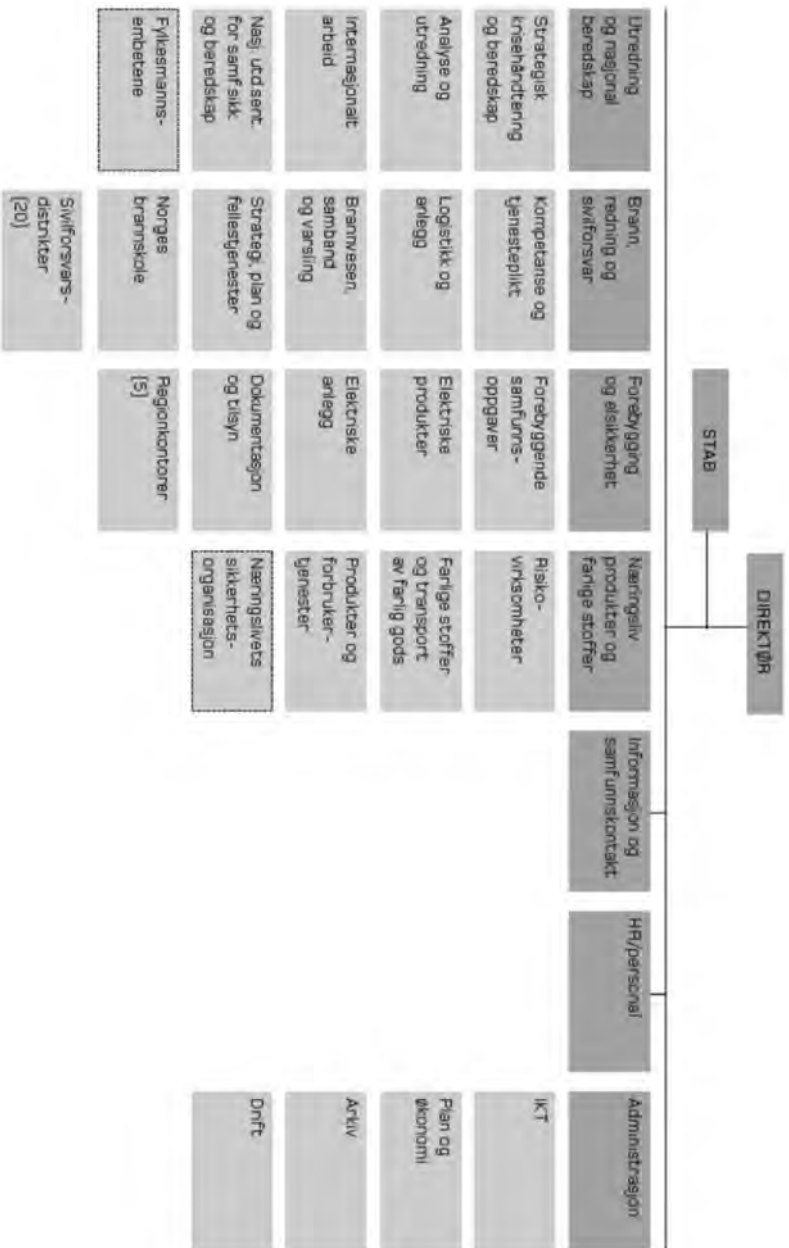 DIREKTØR
STAB
Utredning
og nasjonal
beredskap
Strategisk
krisehåndtering
og beredskap
Analyse og
utredning
Internasjonalt
arbeid
Nasj. utd.sent.
for samf.sikk
og beredskap
Fylkesmanns-
embetene
Brann,
redning og
sivilforsvar
Kompetanse og
tjenesteplikt
Logistikk og
anlegg
Brannvesen,
samband
og varsling
Strategi, plan og
fellestjenester
Norges
brannskole
Sivilforsvars-
distrikter
(20)
Forebygging
og elsikkerhet
Forebyggende
samfunns-
oppgaver
Elektriske
produkter
Elektriske
anlegg
Dokumentasjon
og tilsyn
Regionkontorer
(5)
Næringsliv
produkter og
farlige stoffer
Risiko-
virksomheter
Farlige stoffer
og transport
av farlig gods
Produkter og
forbruker-
tjenester
Næringslivets
sikkerhets-
organisasjon
Informasjon og
samfunnskontakt
HR/personal
Administrasjon
IKT
Plan og
økonomi
Arkiv
Drift